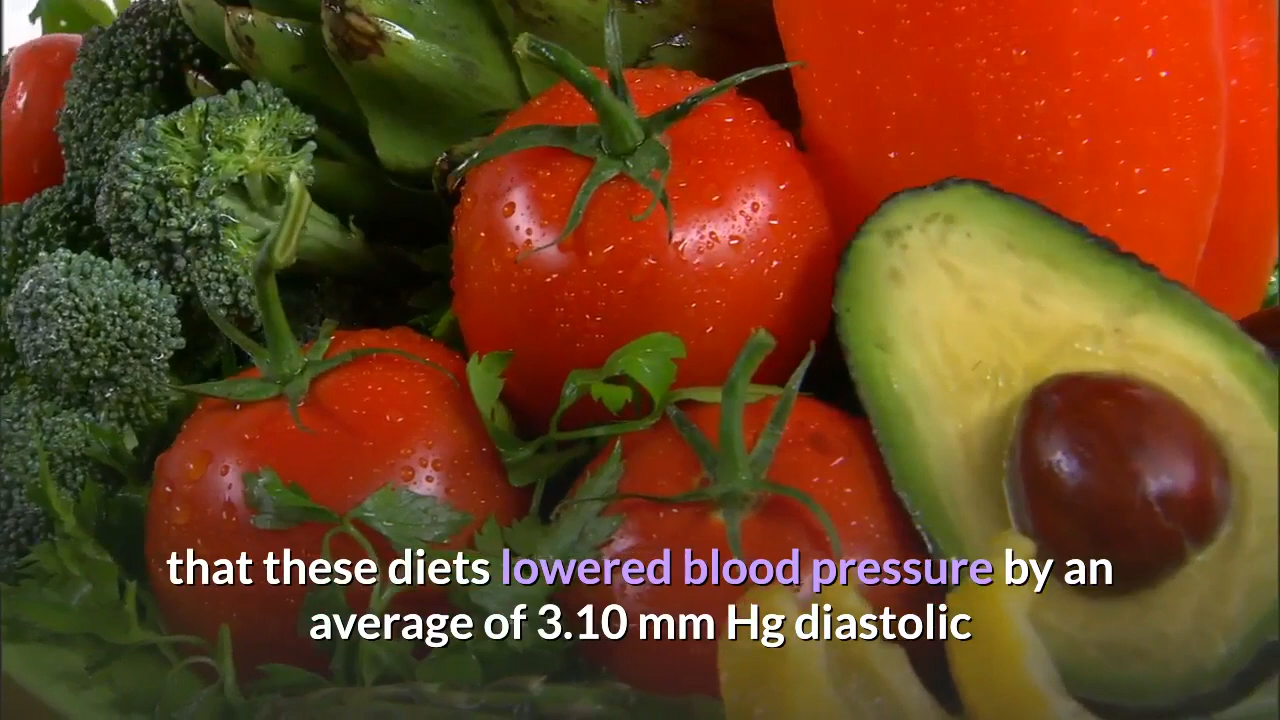 that these diets lowered blood pressure by an
average of 3.10 mm Hg diastolic